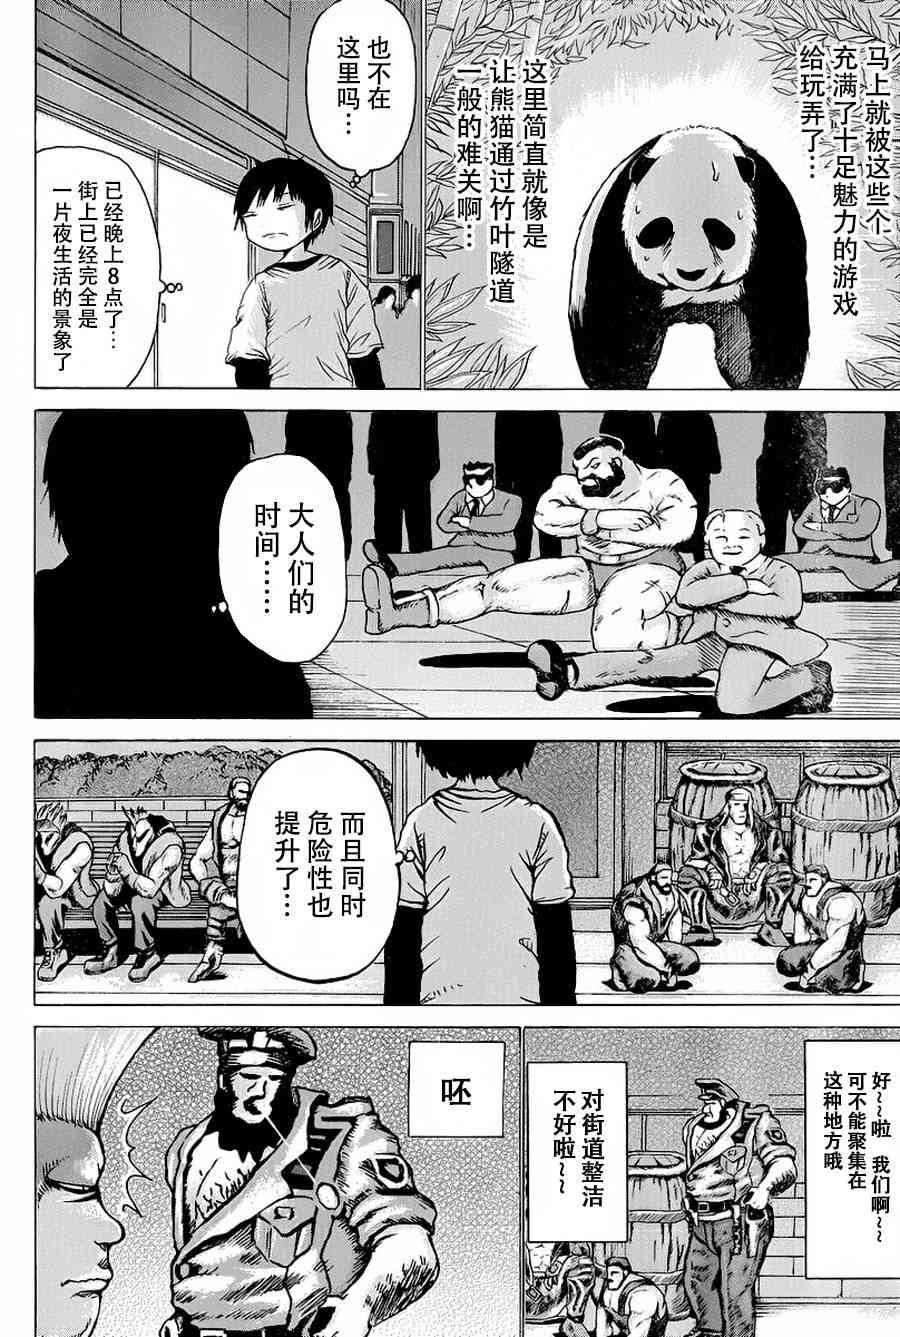 马上就被这些个
充满了十足魅力的游戏
给玩弄了…
这里简直就像是
让熊猫通过竹叶隧道
一般的难关啊…
也不在
这里吗…
已经晚上8点了…
街上已经完全是
一片夜生活的景象了
大人们的
时间……
而且同时
危险性也
提升了…
好~~啦 我们啊~~
可不能聚集在
这种地方哦
对街道整洁
不好啦~~
呸